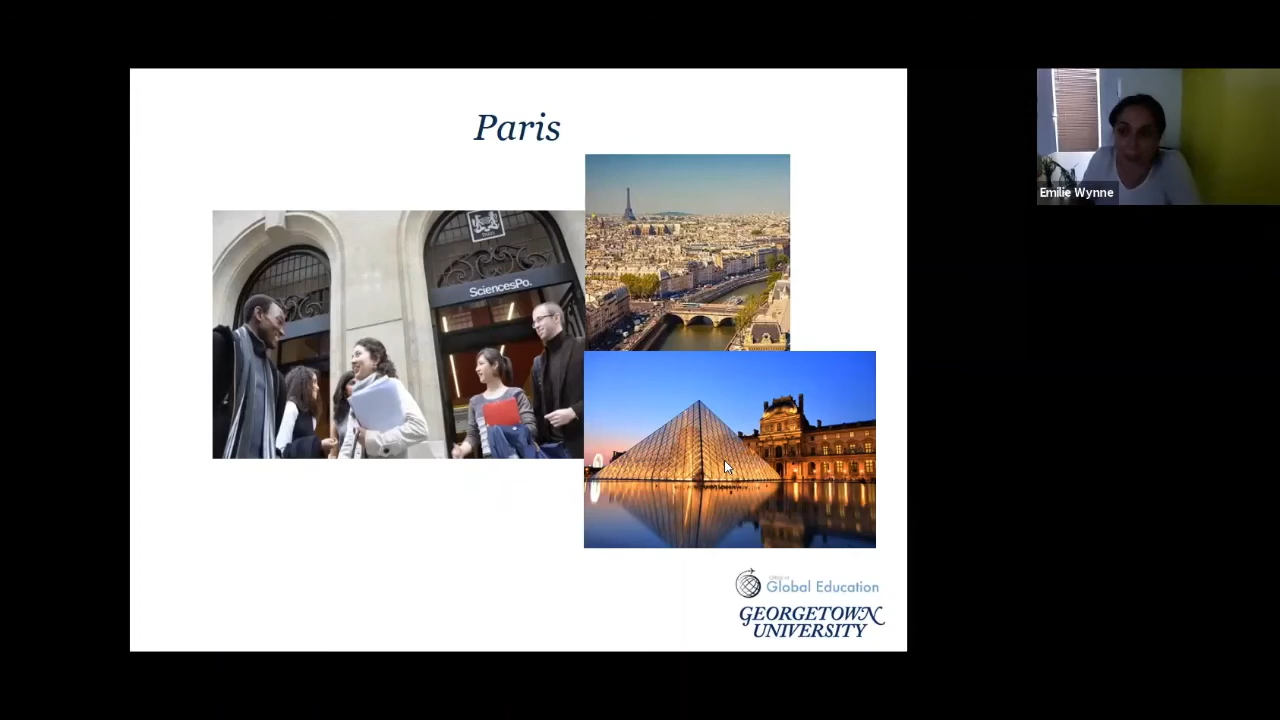 Paris
SciencesPo.
Emilie Wynne
Global Education
GEORGETOWN
UNIVERSITY